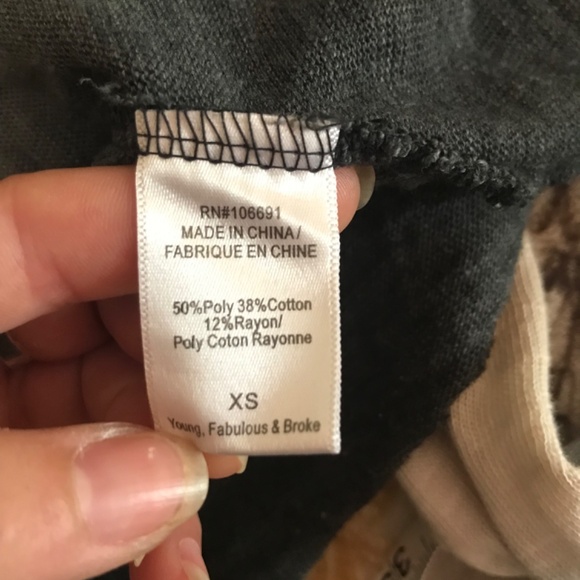 RN#106691
MADE IN CHINA/
FABRIQUE EN CHINE
50%Poly 38%Cotton
12%Rayon/
Poly Coton Rayonne
XS
Young, Fabulous & Broke